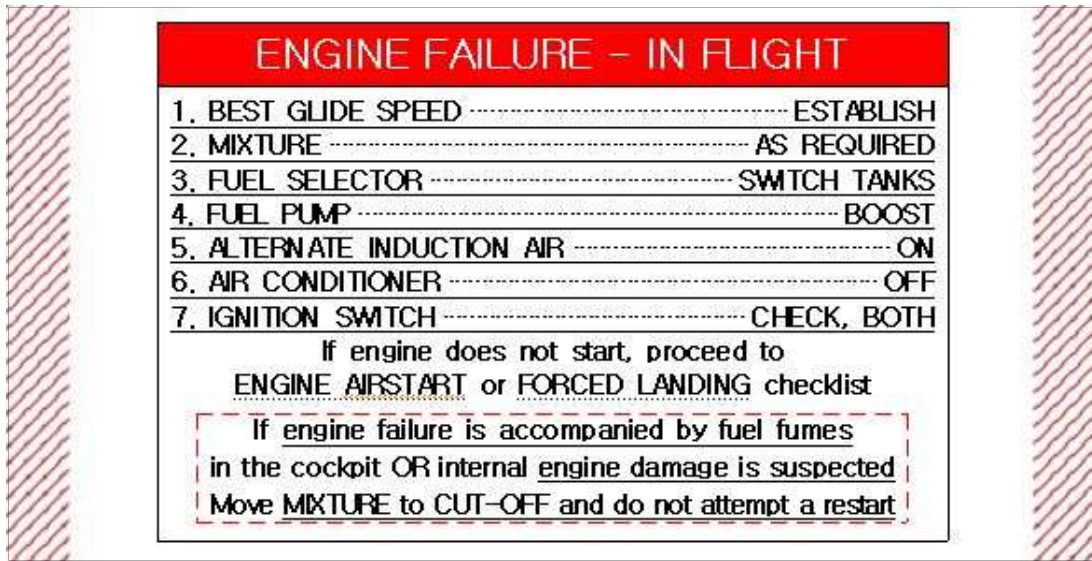 ENGINE FAILURE - IN FLIGHT
1. BEST GLIDE SPEED ESTABLISH
2. MIXTURE AS REQUIRED
3. FUEL SELECTOR SWITCH TANKS
4. FUEL PUMP BOOST
5. ALTERNATE INDUCTION AIR ON
6. AIR CONDITIONER OFF
7. IGNITION SWITCH CHECK, BOTH
If engine does not start, proceed to
ENGINE AIRSTART or FORCED LANDING checklist
If engine failure is accompanied by fuel fumes
in the cockpit OR internal engine damage is suspected
Move MIXTURE to CUT-OFF and do not attempt a restart